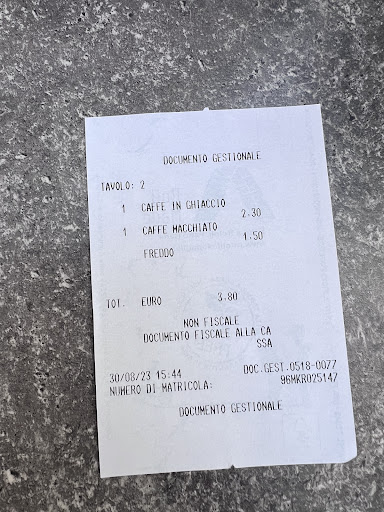 DOCUMENTO GESTIONALE
TAVOLO: 2
1 CAFFE IN GHIACCIO 2.30
1 CAFFE MACCHIATO 1.50
FREDDO
TOT. EURO 3.80
NON FISCALE
DOCUMENTO FISCALE ALLA CA
SSA
30/08/23 15:44 DOC.GEST.0518-0077
NUMERO DI MATRICOLA: 96MKR025147
DOCUMENTO GESTIONALE